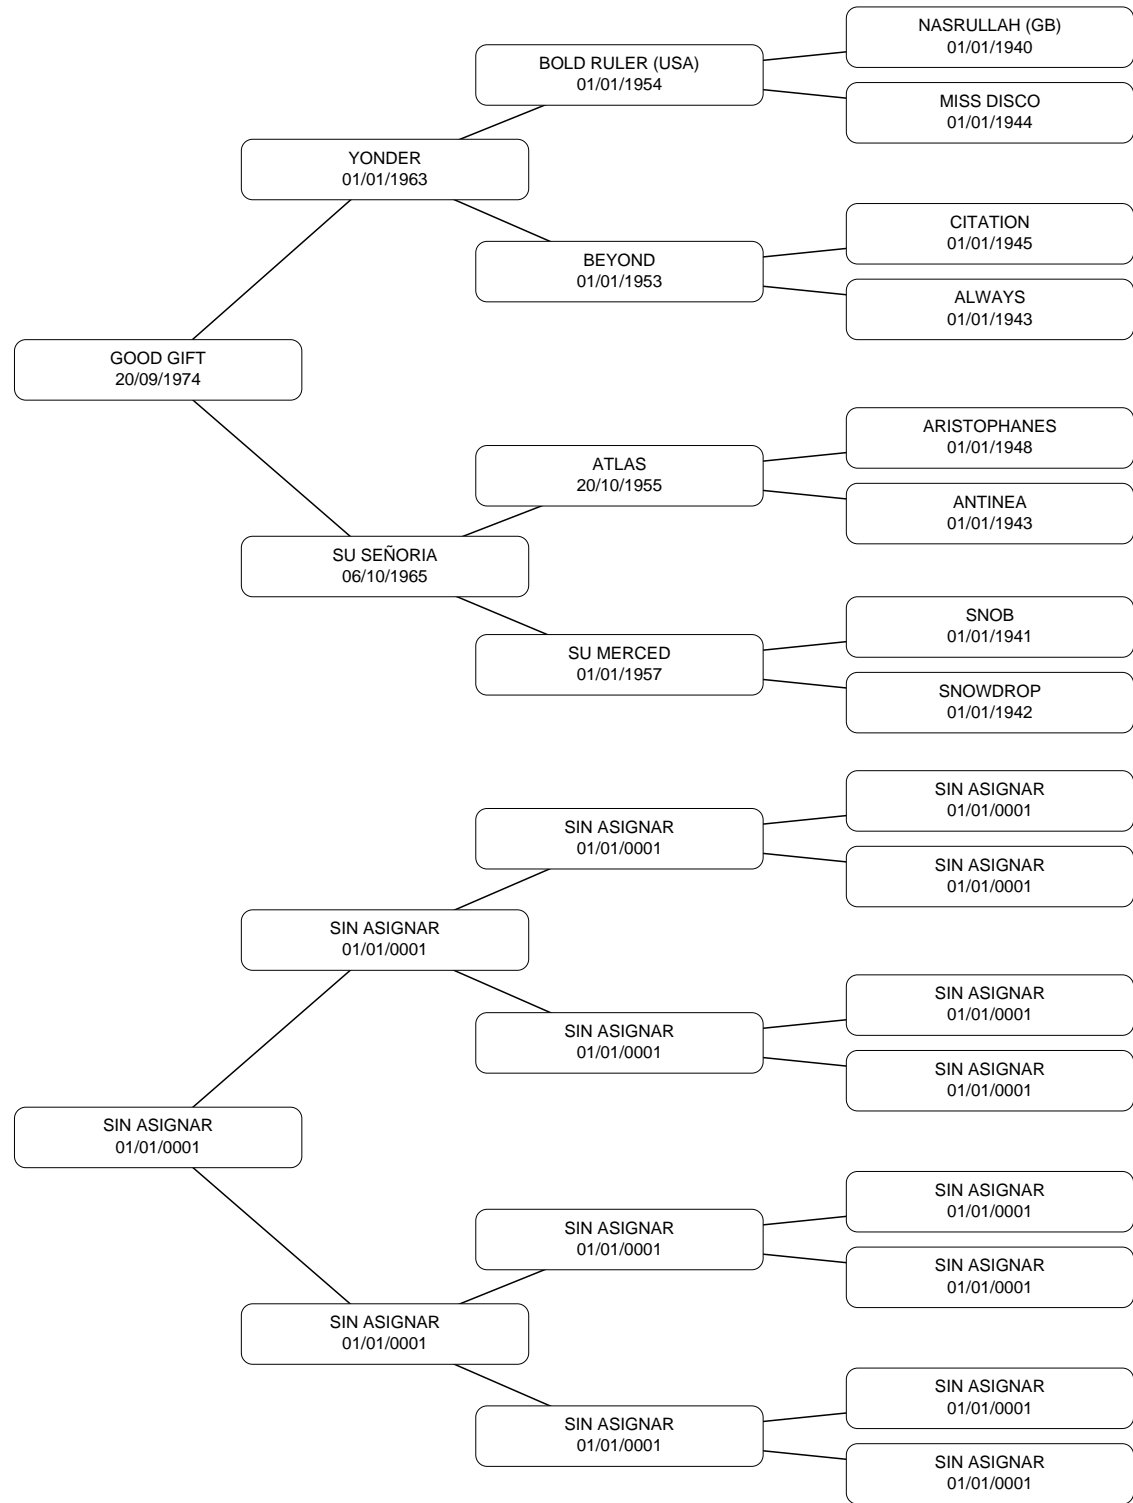 NASRULLAH (GB)
01/01/1940
BOLD RULER (USA)
01/01/1954
MISS DISCO
01/01/1944
YONDER
01/01/1963
CITATION
01/01/1945
BEYOND
01/01/1953
ALWAYS
01/01/1943
GOOD GIFT
20/09/1974
ARISTOPHANES
01/01/1948
ATLAS
20/10/1955
ANTINEA
01/01/1943
SU SEÑORIA
06/10/1965
SNOB
01/01/1941
SU MERCED
01/01/1957
SNOWDROP
01/01/1942
SIN ASIGNAR
01/01/0001
SIN ASIGNAR
01/01/0001
SIN ASIGNAR
01/01/0001
SIN ASIGNAR
01/01/0001
SIN ASIGNAR
01/01/0001
SIN ASIGNAR
01/01/0001
SIN ASIGNAR
01/01/0001
SIN ASIGNAR
01/01/0001
SIN ASIGNAR
01/01/0001
SIN ASIGNAR
01/01/0001
SIN ASIGNAR
01/01/0001
SIN ASIGNAR
01/01/0001
SIN ASIGNAR
01/01/0001
SIN ASIGNAR
01/01/0001
SIN ASIGNAR
01/01/0001